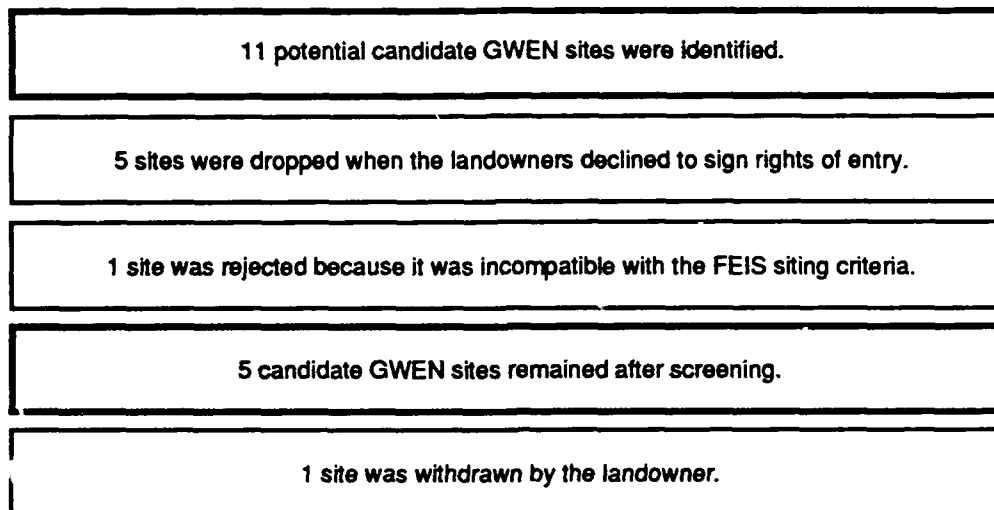 11 potential candidate GWEN sites were identified.
5 sites were dropped when the landowners declined to sign rights of entry.
1 site was rejected because it was incompatible with the FEIS siting criteria.
5 candidate GWEN sites remained after screening.
1 site was withdrawn by the landowner.